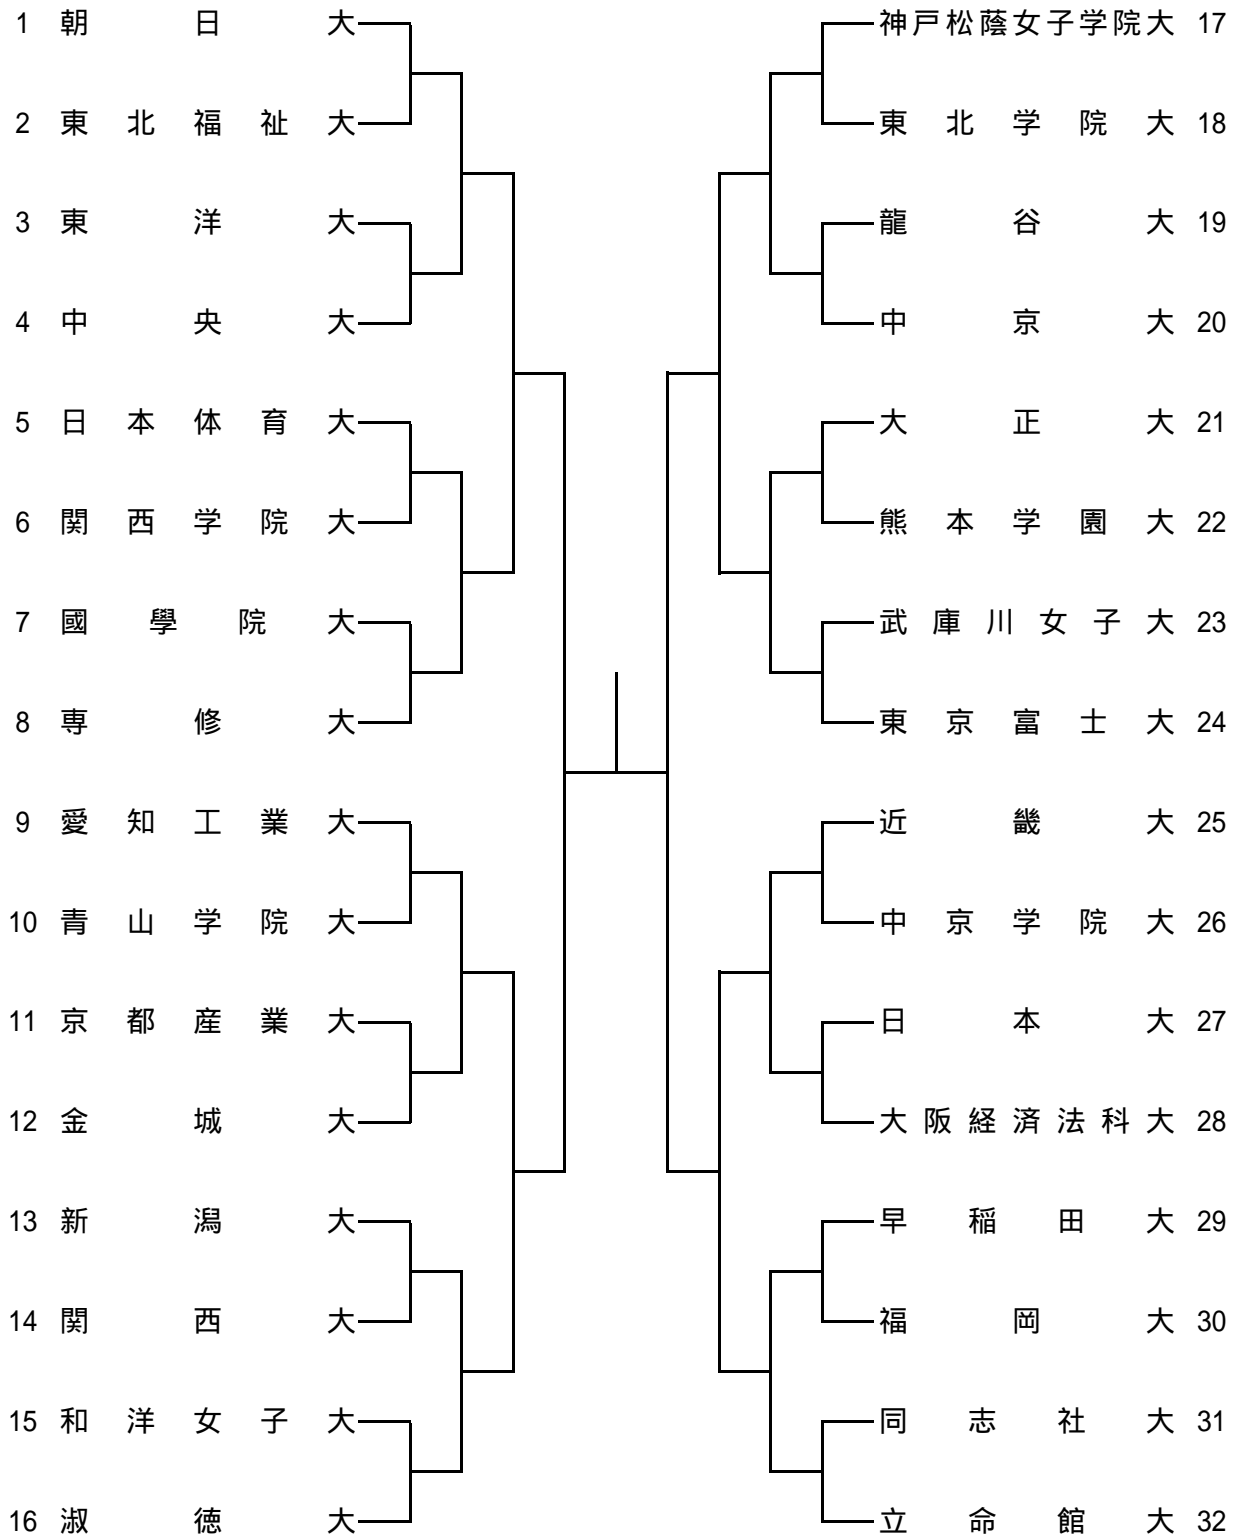 1 朝日大
2 東北福祉大
3 東洋大
4 中央大
5 日本体育大
6 関西学院大
7 國學院大
8 専修大
9 愛知工業大
10 青山学院大
11 京都産業大
12 金城大
13 新潟大
14 関西大
15 和洋女子大
16 淑徳大
神戸松蔭女子学院大 17
東北学院大 18
龍谷大 19
中京大 20
大正大 21
熊本学園大 22
武庫川女子大 23
東京富士大 24
近畿大 25
中京学院大 26
日本大 27
大阪経済法科大 28
早稲田大 29
福岡大 30
同志社大 31
立命館大 32